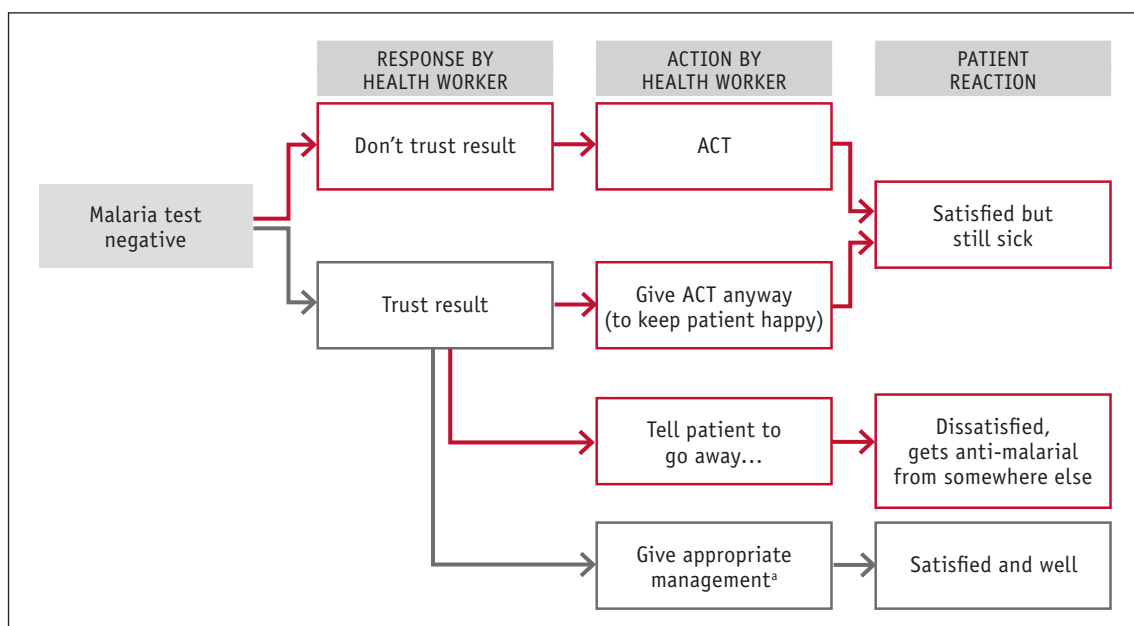 RESPONSE BY
HEALTH WORKER
ACTION BY
HEALTH WORKER
PATIENT
REACTION
Malaria test
negative
Don't trust result
ACT
Satisfied but
still sick
Trust result
Give ACT anyway
(to keep patient happy)
Tell patient to
go away...
Dissatisfied,
gets anti-malarial
from somewhere else
Give appropriate
managementᵃ
Satisfied and well